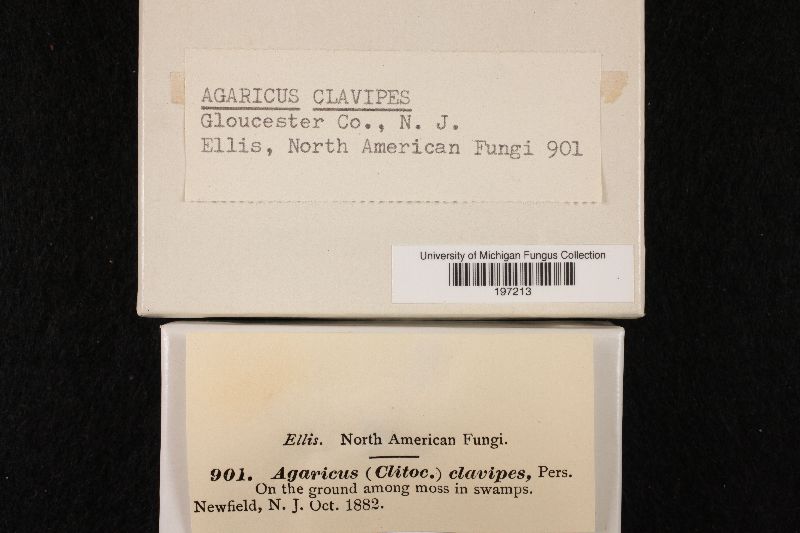 AGARICUS CLAVIPES
Gloucester Co., N. J.
Ellis, North American Fungi 901
University of Michigan Fungus Collection
197213
Ellis. North American Fungi.
901. Agaricus (Clitoc.) clavipes, Pers.
On the ground among moss in swamps.
Newfield, N. J. Oct. 1882.